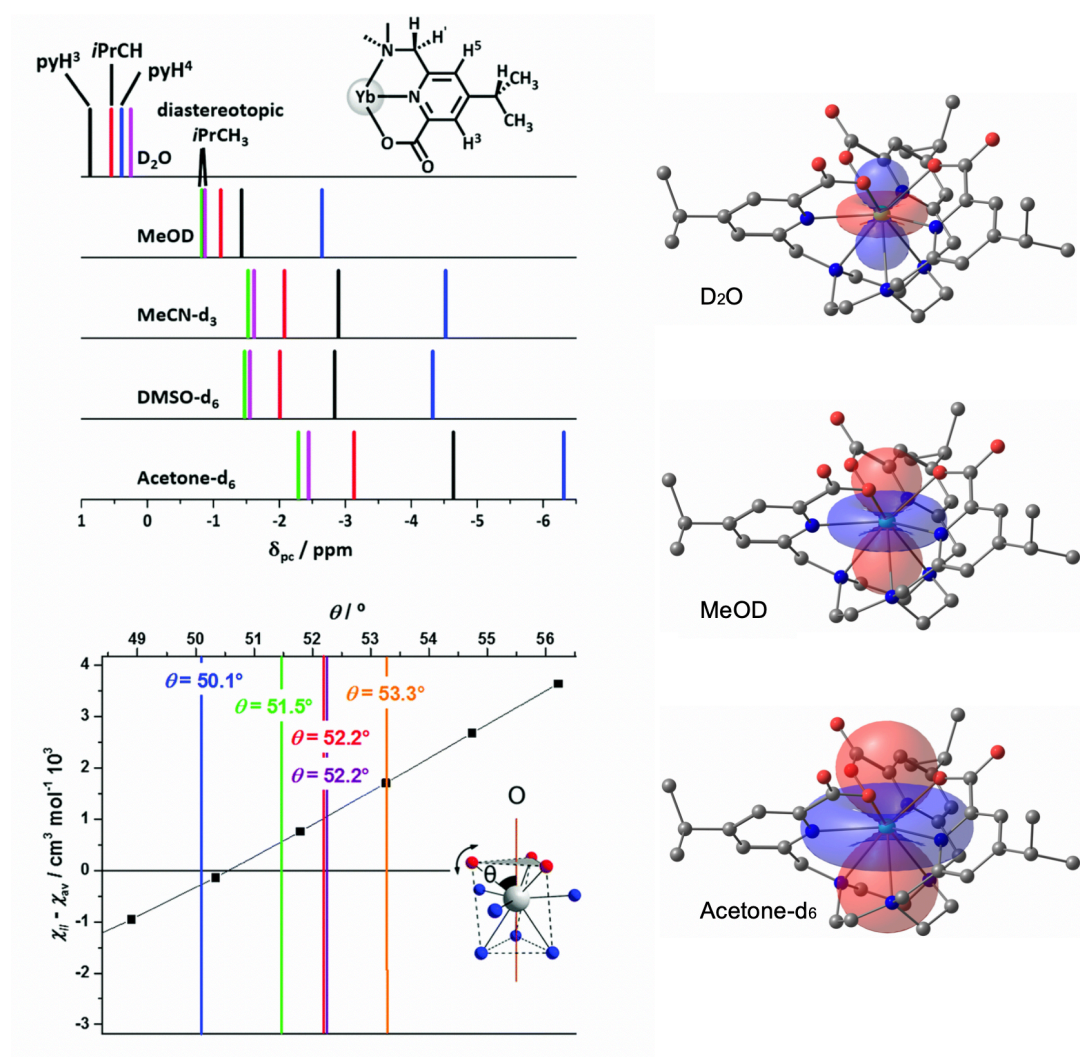 pyH³
iPrCH
pyH⁴
diastereotopic
iPrCH₃
D₂O
MeOD
MeCN-d₃
DMSO-d₆
Acetone-d₆
1 0 -1 -2 -3 -4 -5 -6
δpc / ppm
H
H'
N
H⁵
Yb
N
H
CH₃
CH₃
O
O
H³
θ / º
49 50 51 52 53 54 55 56
4
3
2
1
0
-1
-2
-3
χ// - χav / cm³ mol⁻¹ 10³
θ = 50.1°
θ = 51.5°
θ = 52.2°
θ = 52.2°
θ = 53.3°
O
θ
D₂O
MeOD
Acetone-d₆